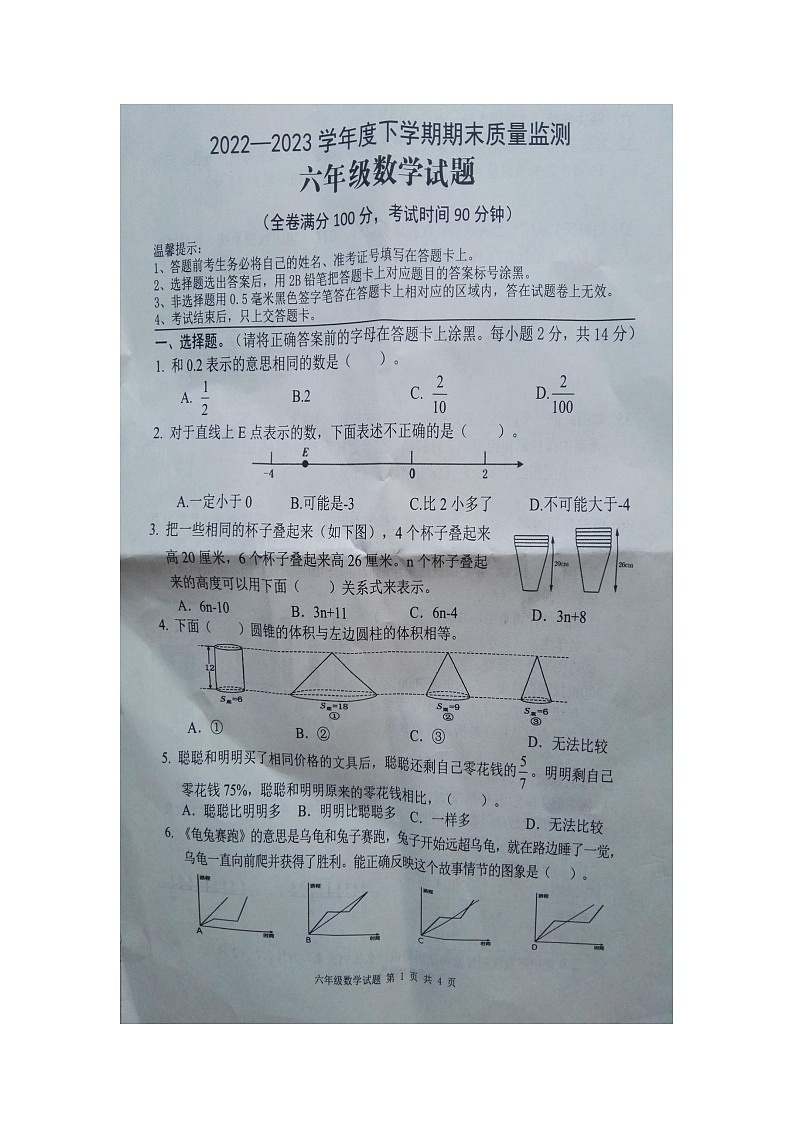 2022—2023 学年度下学期期末质量监测
六年级数学试题
（全卷满分 100 分，考试时间 90 分钟）
温馨提示：
1、答题前考生务必将自己的姓名、准考证号填写在答题卡上。
2、选择题选出答案后，用 2B 铅笔把答题卡上对应题目的答案标号涂黑。
3、非选择题用 0.5 毫米黑色签字笔答在答题卡上相对应的区域内，答在试题卷上无效。
4、考试结束后，只上交答题卡。
一、选择题。（请将正确答案前的字母在答题卡上涂黑。每小题 2 分，共 14 分）
1. 和 0.2 表示的意思相同的数是（　　）。
A. 1/2 B.2 C. 2/10 D. 2/100
2. 对于直线上 E 点表示的数，下面表述不正确的是（　　）。
E
-4 0 2
A.一定小于 0 B.可能是-3 C.比 2 小多了 D.不可能大于-4
3. 把一些相同的杯子叠起来（如下图），4 个杯子叠起来
高 20 厘米，6 个杯子叠起来高 26 厘米。n 个杯子叠起
来的高度可以用下面（　　）关系式来表示。
20cm 26cm
A．6n-10 B．3n+11 C．6n-4 D．3n+8
4. 下面（　　）圆锥的体积与左边圆柱的体积相等。
12
S底=6 S底=18 S底=9 S底=6
① ② ③
A．① B．② C．③ D．无法比较
5. 聪聪和明明买了相同价格的文具后，聪聪还剩自己零花钱的 5/7 。明明剩自己
零花钱 75%，聪聪和明明原来的零花钱相比，（　　）。
A．聪聪比明明多 B．明明比聪聪多 C．一样多 D．无法比较
6. 《龟兔赛跑》的意思是乌龟和兔子赛跑，兔子开始远超乌龟，就在路边睡了一觉，
乌龟一直向前爬并获得了胜利。能正确反映这个故事情节的图象是（　　）。
路程 路程 路程 路程
A 时间 B 时间 C 时间 D 时间
六年级数学试题 第 1 页 共 4 页